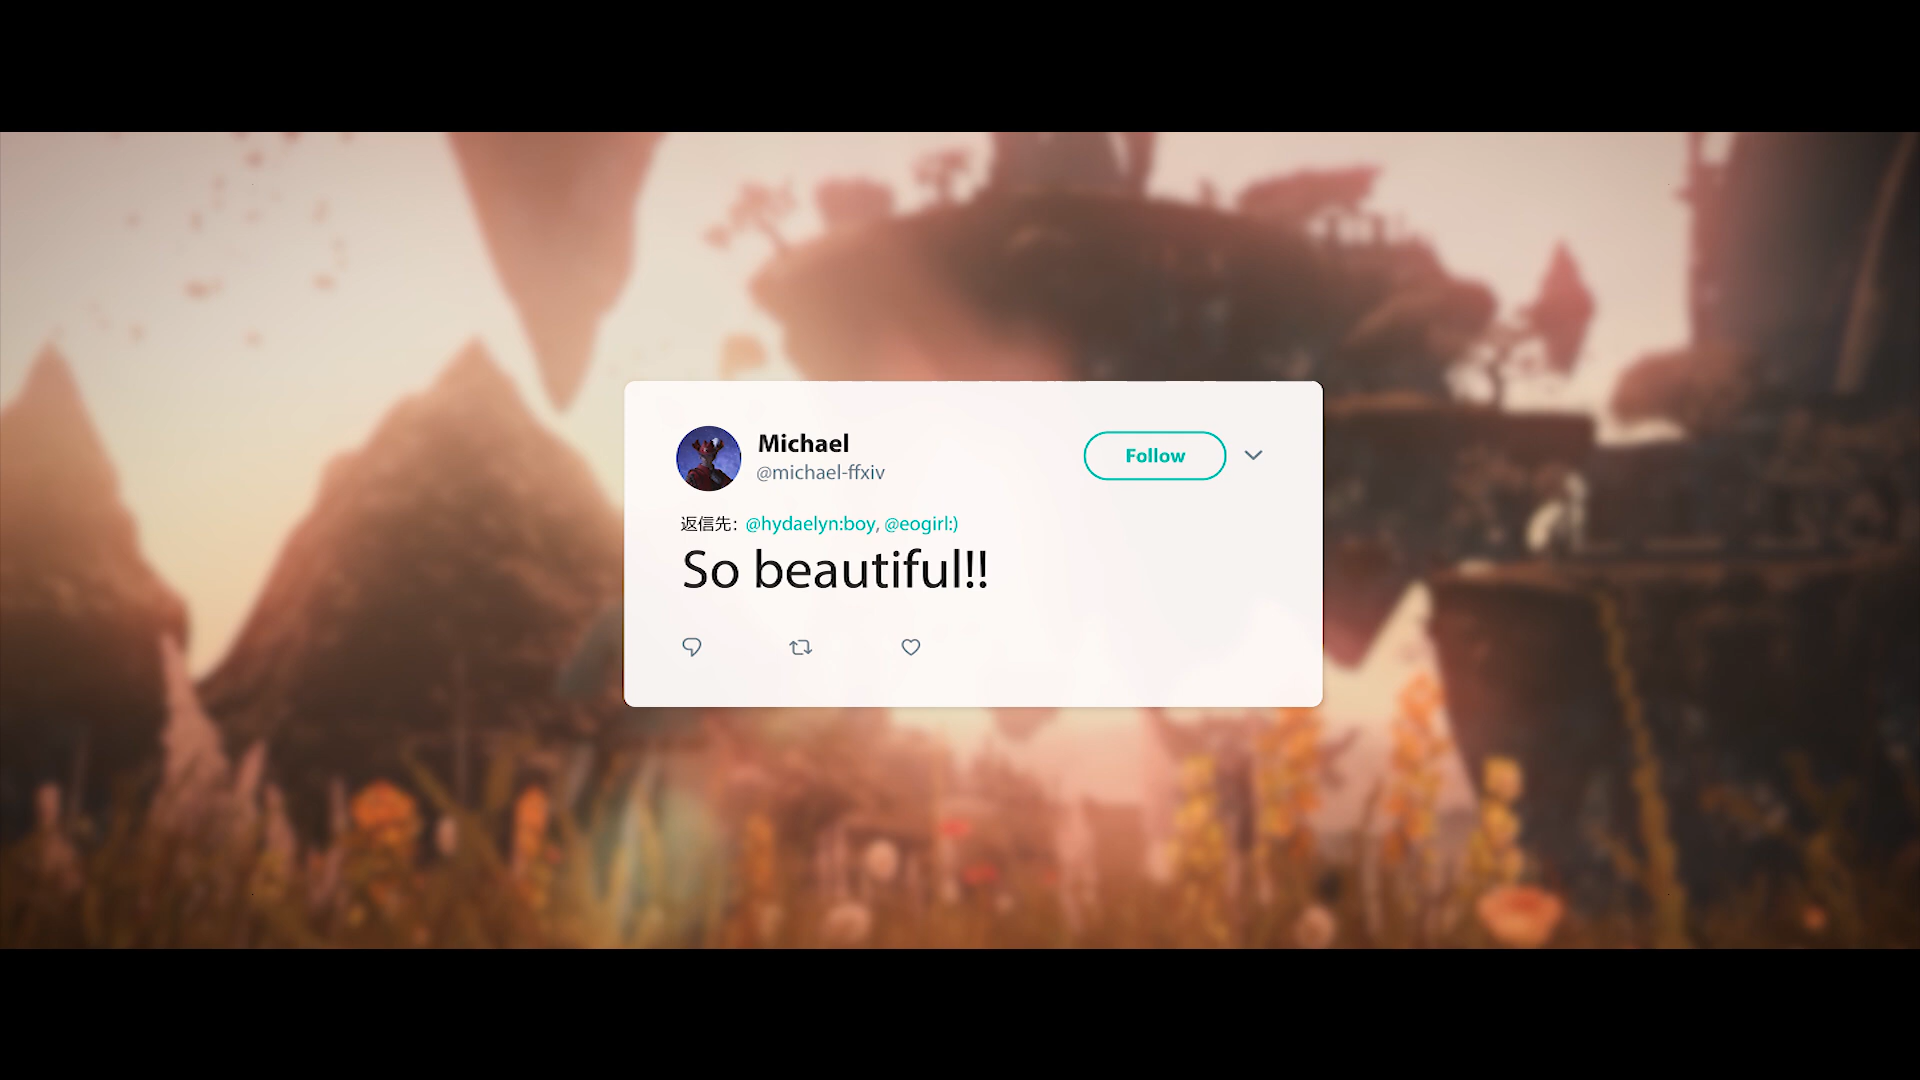 Michael
@michael-ffxiv
Follow
返信先: @hydaelyn:boy, @eogirl:)
So beautiful!!